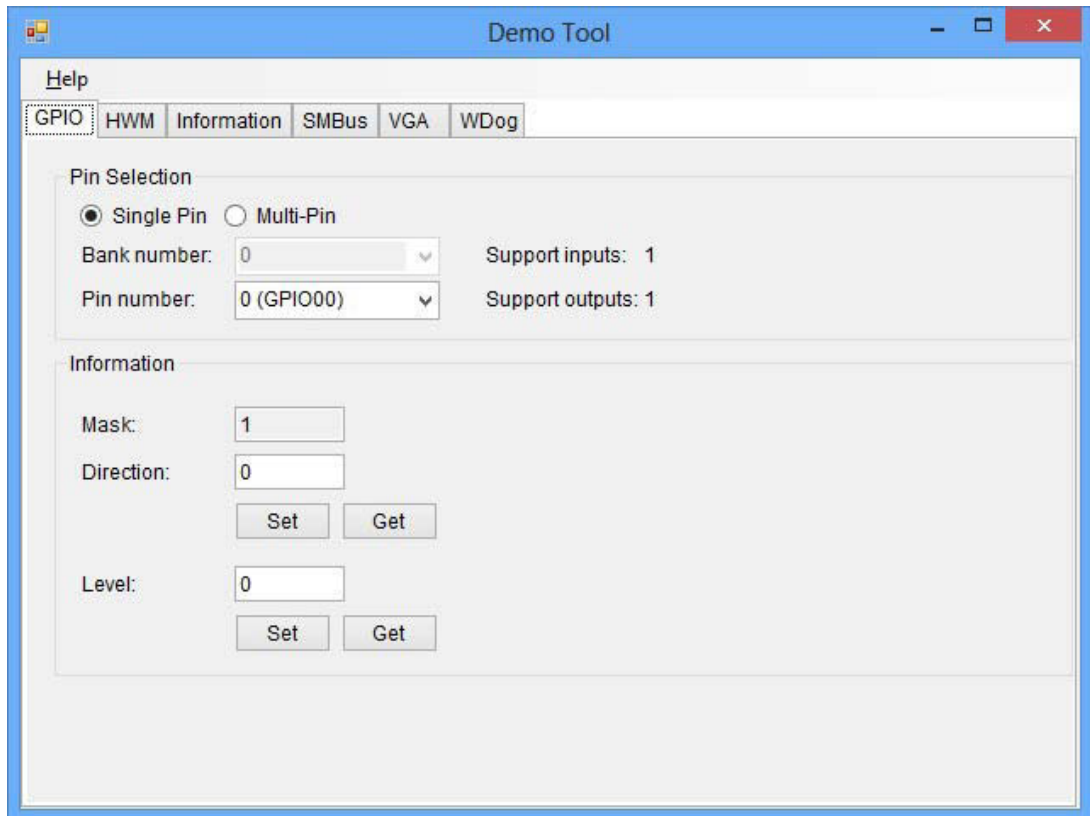 Demo Tool
Help
GPIO HWM Information SMBus VGA WDog
Pin Selection
Single Pin Multi-Pin
Bank number: 0 Support inputs: 1
Pin number: 0 (GPIO00) Support outputs: 1
Information
Mask: 1
Direction: 0
Set Get
Level: 0
Set Get